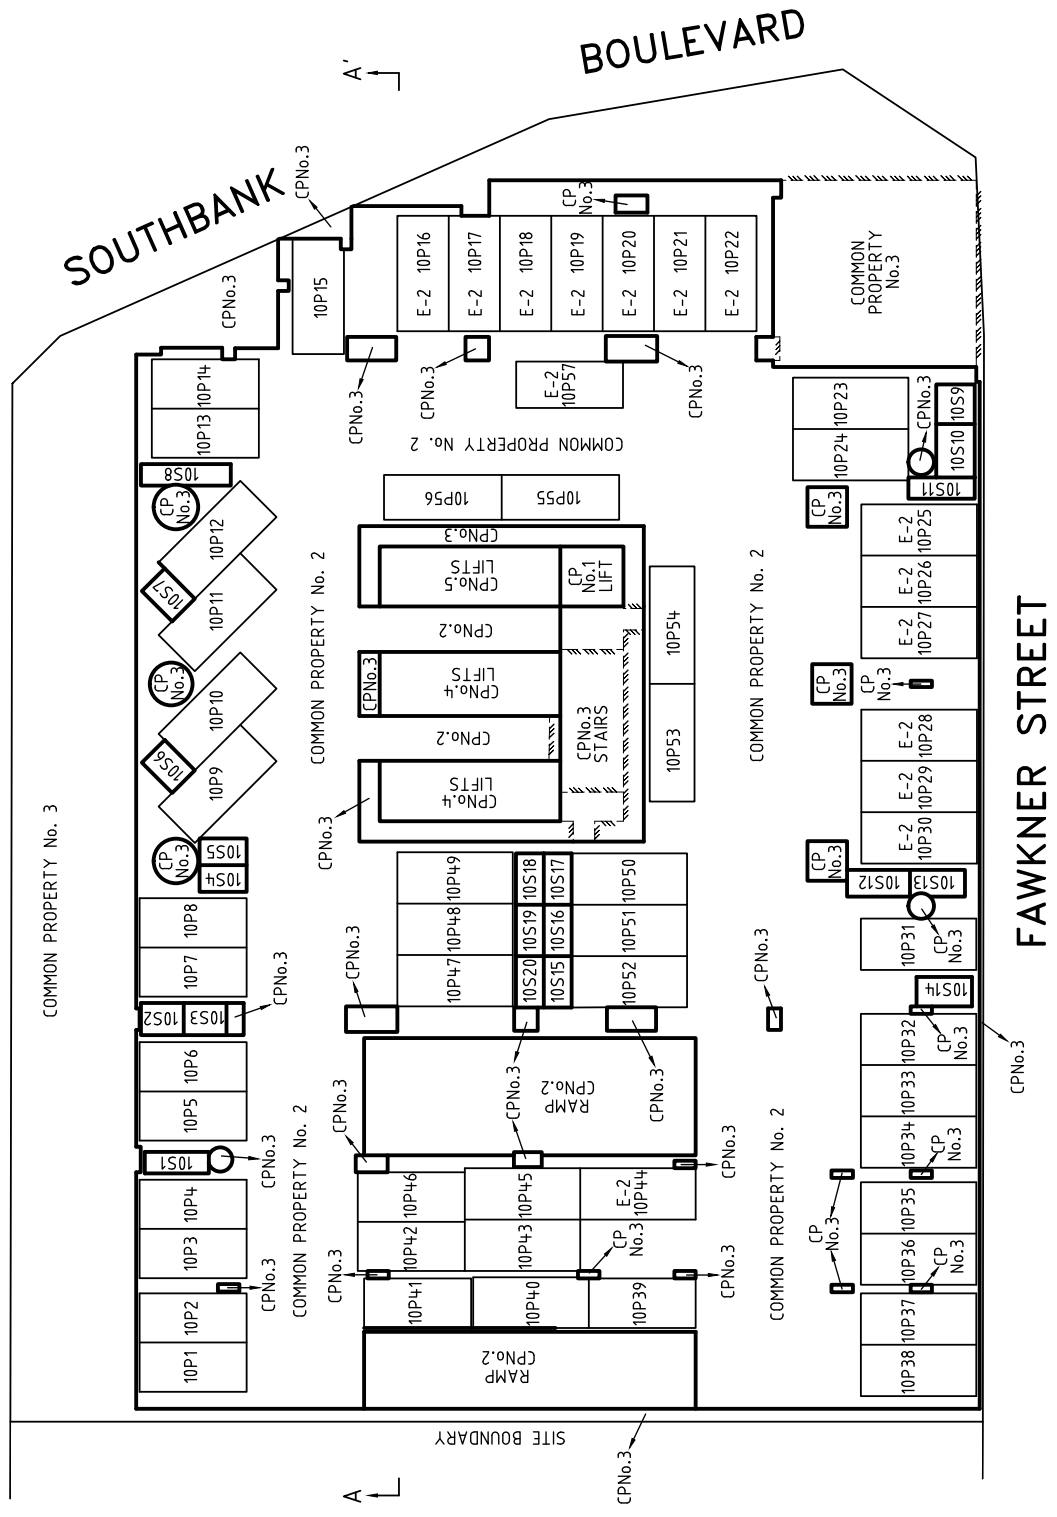 BOULEVARD
SOUTHBANK
A'
CPNo.3
CP
No.3
CPNo.3
10P15
E-2 10P16
E-2 10P17
E-2 10P18
E-2 10P19
E-2 10P20
E-2 10P21
E-2 10P22
COMMON
PROPERTY
No.3
10P14
10P13
CPNo.3
CPNo.3
E-2
10P57
CPNo.3
10P23
10P24
CPNo.3
10S9
10S10
10S11
COMMON PROPERTY No. 2
10S8
CP
No.3
10P12
10S7
10P11
CP
No.3
10P10
10S6
10P9
CP
No.3
10S5
10S4
COMMON PROPERTY No. 2
10P56
10P55
CPNo.3
CPNo.5
LIFTS
CP
No.1
LIFT
CPNo.2
CPNo.3
CPNo.4
LIFTS
CPNo.3
STAIRS
CPNo.2
CPNo.4
LIFTS
CPNo.3
10P54
10P53
COMMON PROPERTY No. 2
CP
No.3
E-2
10P25
E-2
10P26
E-2
10P27
CP
No.3
CP
No.3
E-2
10P28
E-2
10P29
E-2
10P30
CP
No.3
10S12
10S13
CP
No.3
10P31
10S14
FAWKNER STREET
COMMON PROPERTY No. 3
10P8
10P7
10S2
10S3
CPNo.3
10P6
10P5
10S1
CPNo.3
10P4
10P3
CPNo.3
10P2
10P1
10P49
10P48
10P47
10S18
10S17
10S19
10S16
10S20
10S15
10P50
10P51
10P52
CPNo.3
CPNo.3
CPNo.3
CPNo.3
RAMP
CPNo.2
CPNo.3
COMMON PROPERTY No. 2
10P46
10P45
E-2
10P44
CPNo.3
10P42
10P43
CP
No.3
CPNo.3
CPNo.3
10P41
10P40
10P39
RAMP
CPNo.2
COMMON PROPERTY No. 2
10P32
CP
No.3
CPNo.3
10P33
10P34
CP
No.3
CP
No.3
10P35
10P36
CP
No.3
10P37
10P38
SITE BOUNDARY
CPNo.3
A